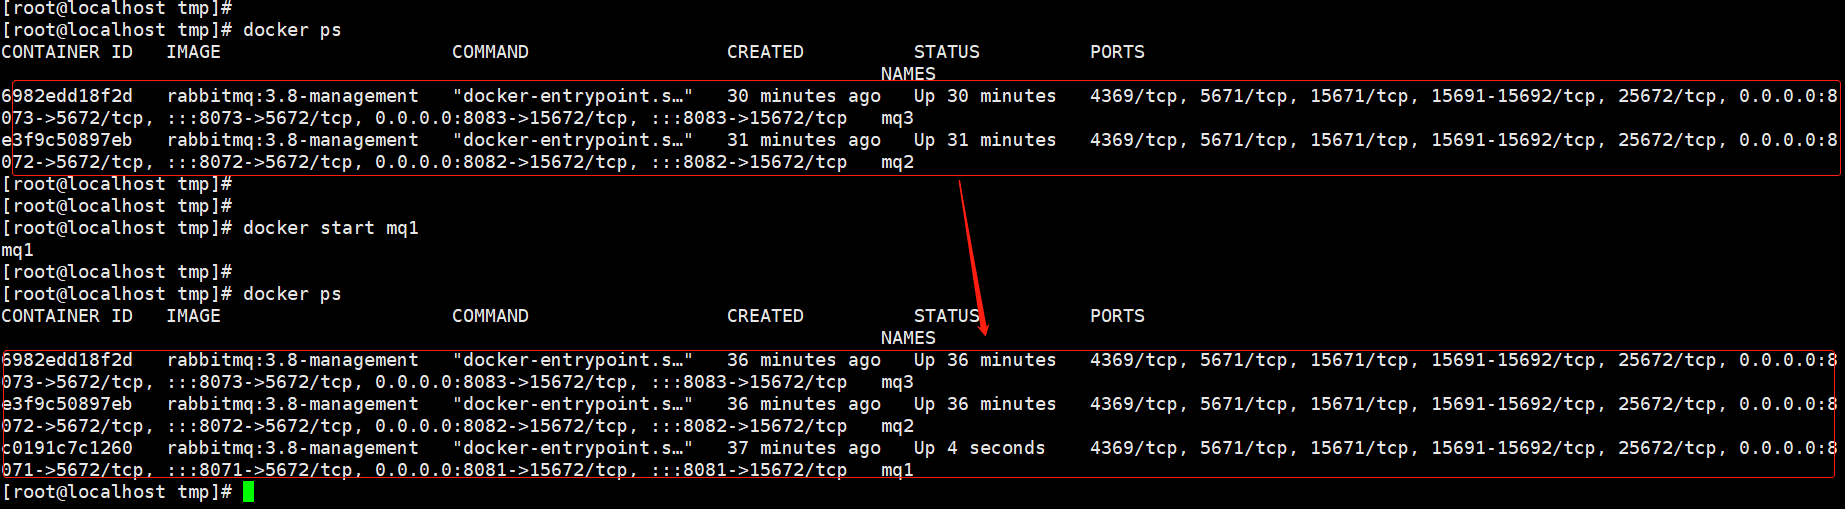 [root@localhost tmp]#
[root@localhost tmp]# docker ps
CONTAINER ID   IMAGE                     COMMAND                  CREATED          STATUS          PORTS
                                                                                NAMES
6982edd18f2d   rabbitmq:3.8-management   "docker-entrypoint.s…"   30 minutes ago   Up 30 minutes   4369/tcp, 5671/tcp, 15671/tcp, 15691-15692/tcp, 25672/tcp, 0.0.0.0:8
073->5672/tcp, :::8073->5672/tcp, 0.0.0.0:8083->15672/tcp, :::8083->15672/tcp   mq3
e3f9c50897eb   rabbitmq:3.8-management   "docker-entrypoint.s…"   31 minutes ago   Up 31 minutes   4369/tcp, 5671/tcp, 15671/tcp, 15691-15692/tcp, 25672/tcp, 0.0.0.0:8
072->5672/tcp, :::8072->5672/tcp, 0.0.0.0:8082->15672/tcp, :::8082->15672/tcp   mq2
[root@localhost tmp]#
[root@localhost tmp]#
[root@localhost tmp]# docker start mq1
mq1
[root@localhost tmp]#
[root@localhost tmp]# docker ps
CONTAINER ID   IMAGE                     COMMAND                  CREATED          STATUS          PORTS
                                                                                NAMES
6982edd18f2d   rabbitmq:3.8-management   "docker-entrypoint.s…"   36 minutes ago   Up 36 minutes   4369/tcp, 5671/tcp, 15671/tcp, 15691-15692/tcp, 25672/tcp, 0.0.0.0:8
073->5672/tcp, :::8073->5672/tcp, 0.0.0.0:8083->15672/tcp, :::8083->15672/tcp   mq3
e3f9c50897eb   rabbitmq:3.8-management   "docker-entrypoint.s…"   36 minutes ago   Up 36 minutes   4369/tcp, 5671/tcp, 15671/tcp, 15691-15692/tcp, 25672/tcp, 0.0.0.0:8
072->5672/tcp, :::8072->5672/tcp, 0.0.0.0:8082->15672/tcp, :::8082->15672/tcp   mq2
c0191c7c1260   rabbitmq:3.8-management   "docker-entrypoint.s…"   37 minutes ago   Up 4 seconds    4369/tcp, 5671/tcp, 15671/tcp, 15691-15692/tcp, 25672/tcp, 0.0.0.0:8
071->5672/tcp, :::8071->5672/tcp, 0.0.0.0:8081->15672/tcp, :::8081->15672/tcp   mq1
[root@localhost tmp]#